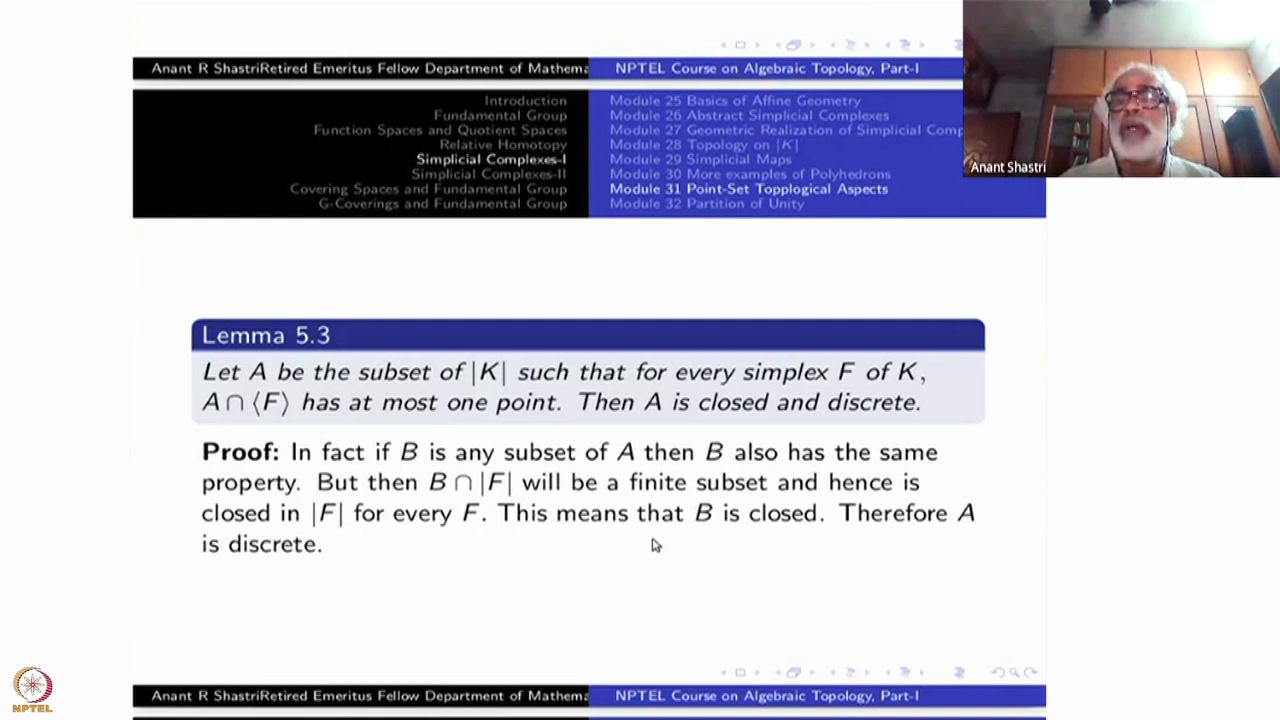 Anant R ShastriRetired Emeritus Fellow Department of Mathema
NPTEL Course on Algebraic Topology, Part-I
Introduction
Fundamental Group
Function Spaces and Quotient Spaces
Relative Homotopy
Simplicial Complexes-I
Simplicial Complexes-II
Covering Spaces and Fundamental Group
G-Coverings and Fundamental Group
Module 25 Basics of Affine Geometry
Module 26 Abstract Simplicial Complexes
Module 27 Geometric Realization of Simplicial Comp
Module 28 Topology on |K|
Module 29 Simplicial Maps
Module 30 More examples of Polyhedrons
Module 31 Point-Set Topplogical Aspects
Module 32 Partition of Unity
Anant Shastri
Lemma 5.3
Let A be the subset of |K| such that for every simplex F of K,
A ∩ ⟨F⟩ has at most one point. Then A is closed and discrete.
Proof: In fact if B is any subset of A then B also has the same
property. But then B ∩ |F| will be a finite subset and hence is
closed in |F| for every F. This means that B is closed. Therefore A
is discrete.
NPTEL
Anant R ShastriRetired Emeritus Fellow Department of Mathema
NPTEL Course on Algebraic Topology, Part-I